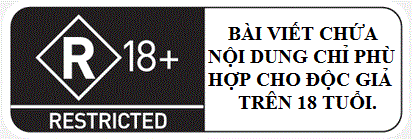 R 18+
RESTRICTED
BÀI VIẾT CHỨA
NỘI DUNG CHỈ PHÙ
HỢP CHO ĐỘC GIẢ
TRÊN 18 TUỔI.